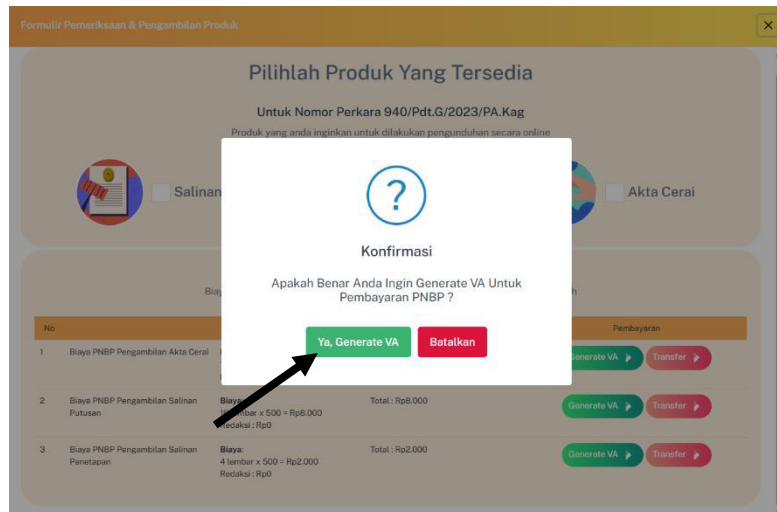 Formulir Pemeriksaan & Pengambilan Produk
Pilihlah Produk Yang Tersedia
Untuk Nomor Perkara 940/Pdt.G/2023/PA.Kag
Produk yang anda inginkan untuk dilakukan pengunduhan secara online
Salinan
Akta Cerai
?
Konfirmasi
Apakah Benar Anda Ingin Generate VA Untuk
Pembayaran PNBP ?
Ya, Generate VA Batalkan
No Pembayaran
1 Biaya PNBP Pengambilan Akta Cerai Generate VA Transfer
2 Biaya PNBP Pengambilan Salinan Biaya: Total : Rp8.000
Putusan lembar x 500 = Rp8.000 Generate VA Transfer
Redaksi : Rp0
3 Biaya PNBP Pengambilan Salinan Biaya: Total : Rp2.000
Penetapan 4 lembar x 500 = Rp2.000 Generate VA Transfer
Redaksi : Rp0